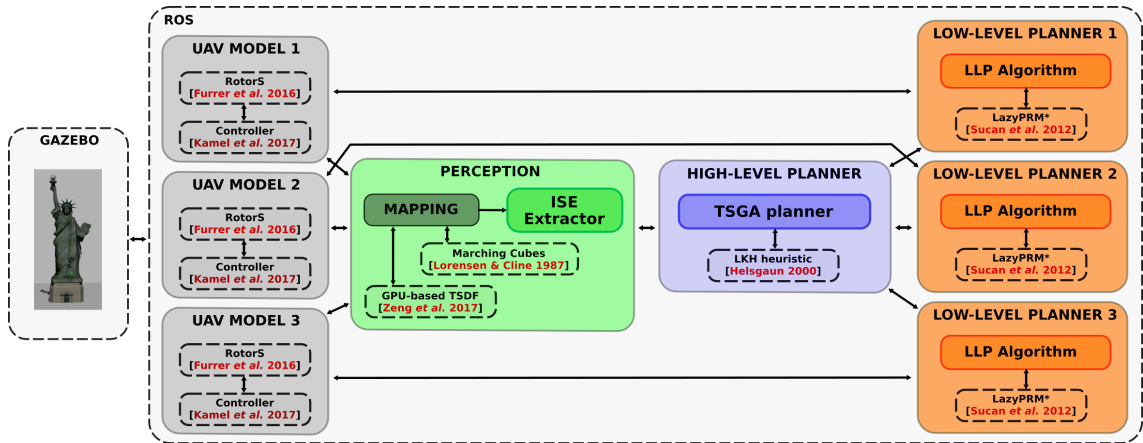 ROS
GAZEBO
UAV MODEL 1
RotorS
[Furrer et al. 2016]
Controller
[Kamel et al. 2017]
UAV MODEL 2
RotorS
[Furrer et al. 2016]
Controller
[Kamel et al. 2017]
UAV MODEL 3
RotorS
[Furrer et al. 2016]
Controller
[Kamel et al. 2017]
PERCEPTION
MAPPING
ISE
Extractor
Marching Cubes
[Lorensen & Cline 1987]
GPU-based TSDF
[Zeng et al. 2017]
HIGH-LEVEL PLANNER
TSGA planner
LKH heuristic
[Helsgaun 2000]
LOW-LEVEL PLANNER 1
LLP Algorithm
LazyPRM*
[Sucan et al. 2012]
LOW-LEVEL PLANNER 2
LLP Algorithm
LazyPRM*
[Sucan et al. 2012]
LOW-LEVEL PLANNER 3
LLP Algorithm
LazyPRM*
[Sucan et al. 2012]